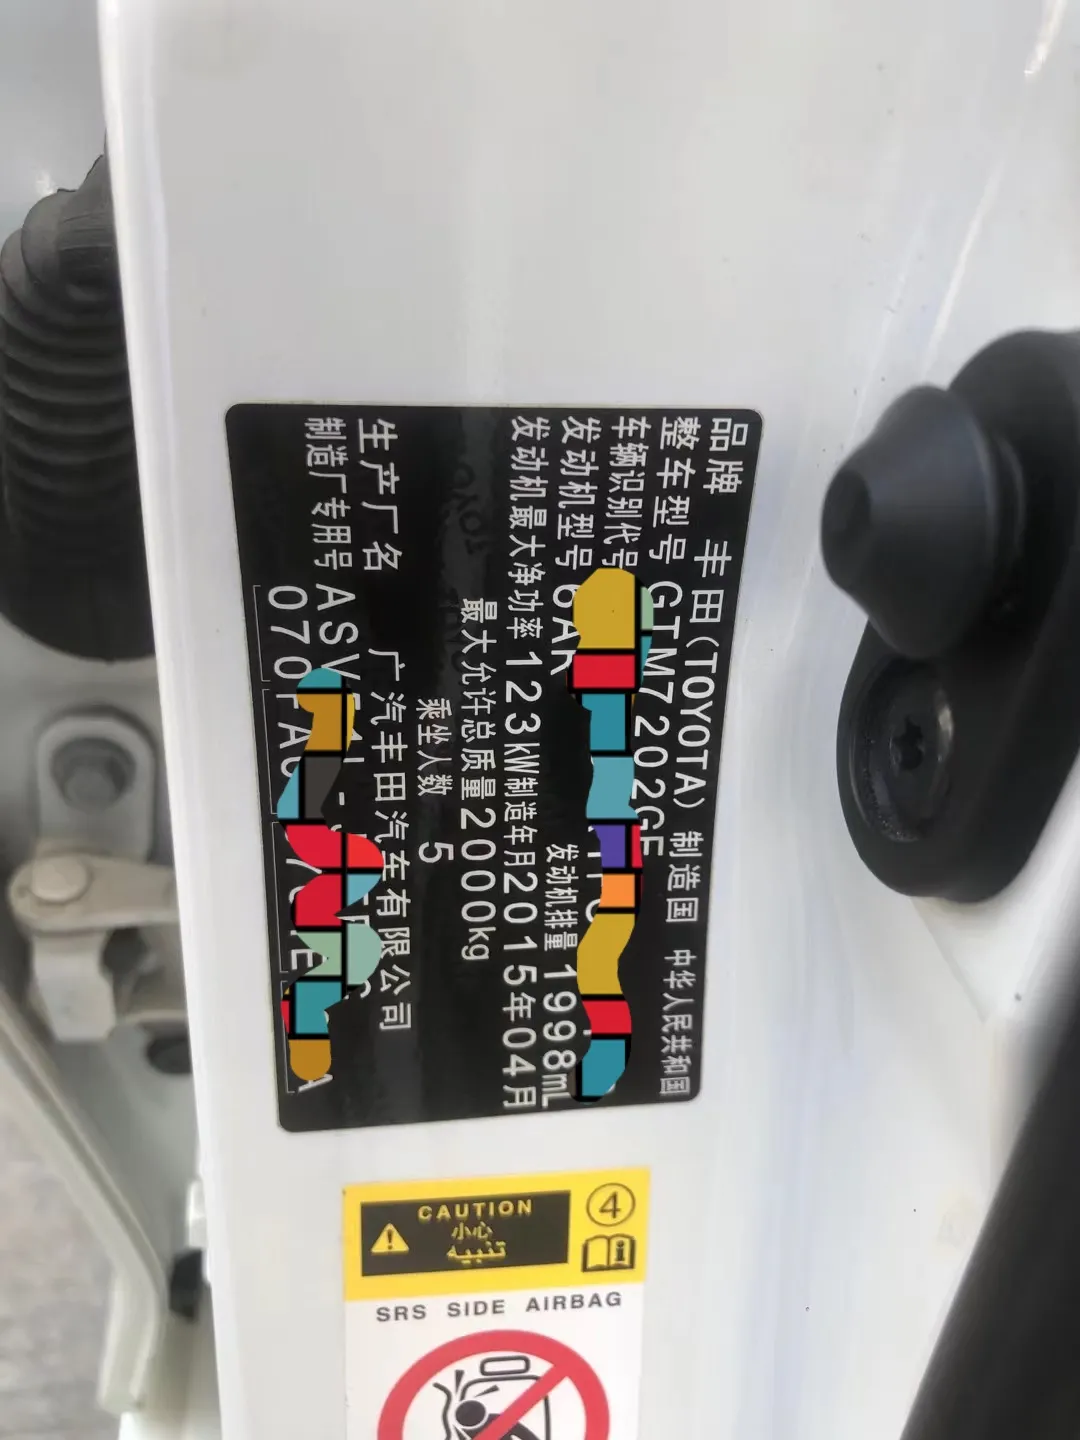 品牌 丰田(TOYOTA) 制造国 中华人民共和国
整车型号 GTM7202GE
车辆识别代号
发动机型号 6AR 发动机排量 1998mL
发动机最大净功率 123kW 制造年月 2015年04月
最大允许总质量 2000kg
乘坐人数 5
生产厂名 广汽丰田汽车有限公司
制造厂专用号 ASV
070
CAUTION
小心
تنبيه
4
SRS SIDE AIRBAG